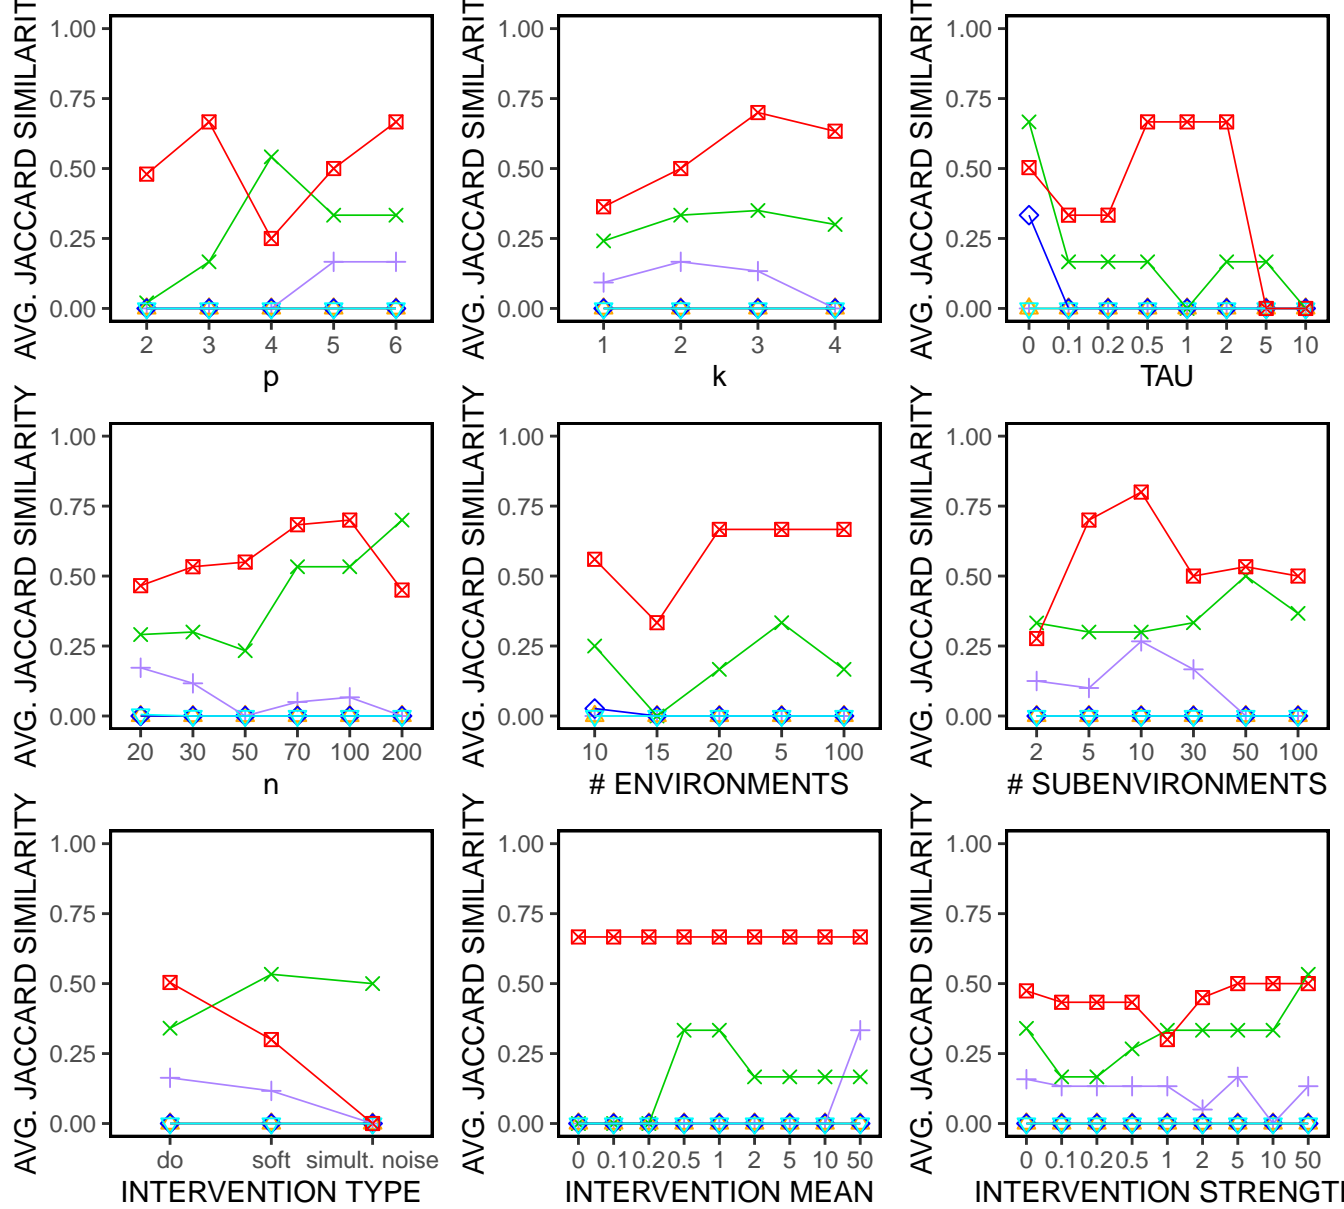 AVG. JACCARD SIMILARITY
1.00
0.75
0.50
0.25
0.00
2 3 4 5 6
p
AVG. JACCARD SIMILARITY
1.00
0.75
0.50
0.25
0.00
1 2 3 4
k
AVG. JACCARD SIMILARITY
1.00
0.75
0.50
0.25
0.00
0 0.1 0.2 0.5 1 2 5 10
TAU
AVG. JACCARD SIMILARITY
1.00
0.75
0.50
0.25
0.00
20 30 50 70 100 200
n
AVG. JACCARD SIMILARITY
1.00
0.75
0.50
0.25
0.00
10 15 20 5 100
# ENVIRONMENTS
AVG. JACCARD SIMILARITY
1.00
0.75
0.50
0.25
0.00
2 5 10 30 50 100
# SUBENVIRONMENTS
AVG. JACCARD SIMILARITY
1.00
0.75
0.50
0.25
0.00
do soft simult. noise
INTERVENTION TYPE
AVG. JACCARD SIMILARITY
1.00
0.75
0.50
0.25
0.00
0 0.1 0.2 0.5 1 2 5 10 50
INTERVENTION MEAN
AVG. JACCARD SIMILARITY
1.00
0.75
0.50
0.25
0.00
0 0.1 0.2 0.5 1 2 5 10 50
INTERVENTION STRENGT